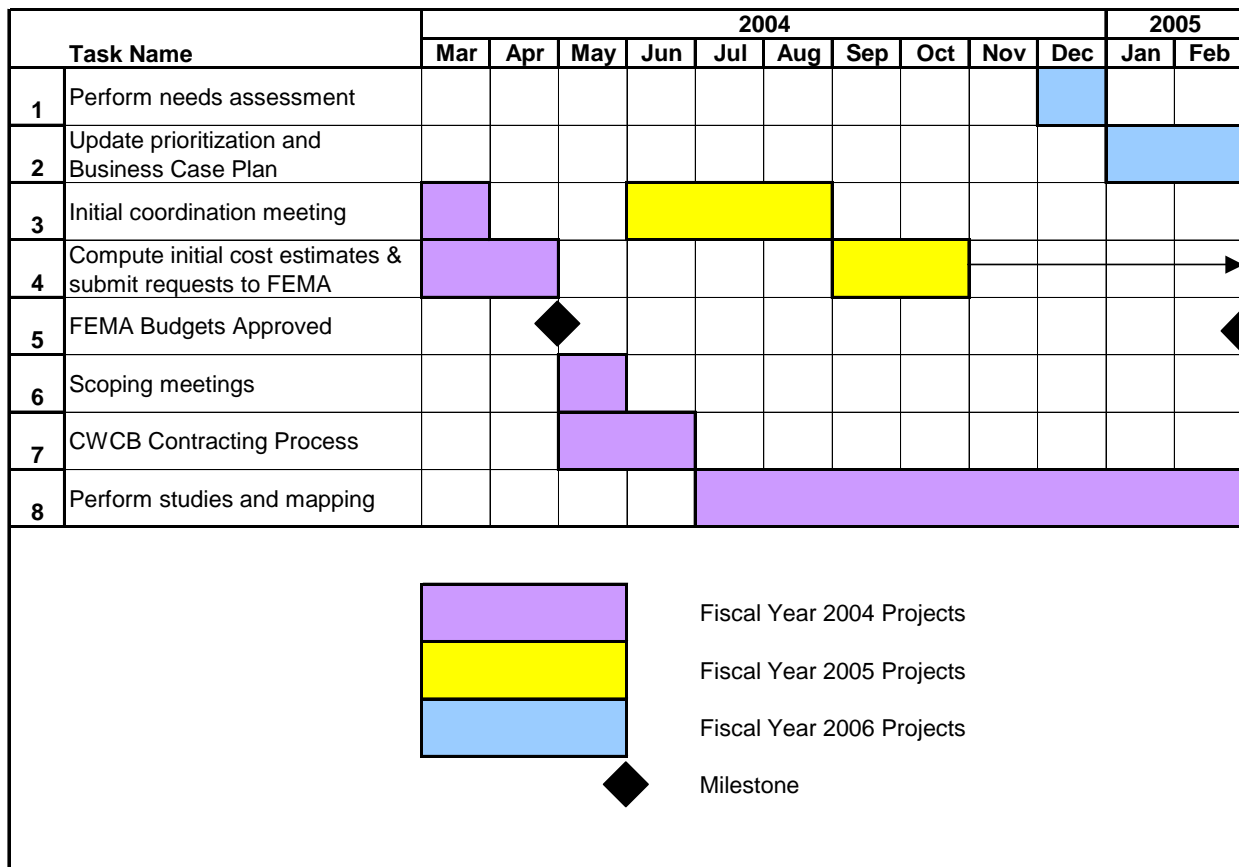 2004 2005
Task Name Mar Apr May Jun Jul Aug Sep Oct Nov Dec Jan Feb
1 Perform needs assessment
2 Update prioritization and
Business Case Plan
3 Initial coordination meeting
4 Compute initial cost estimates &
submit requests to FEMA
5 FEMA Budgets Approved
6 Scoping meetings
7 CWCB Contracting Process
8 Perform studies and mapping
Fiscal Year 2004 Projects
Fiscal Year 2005 Projects
Fiscal Year 2006 Projects
Milestone